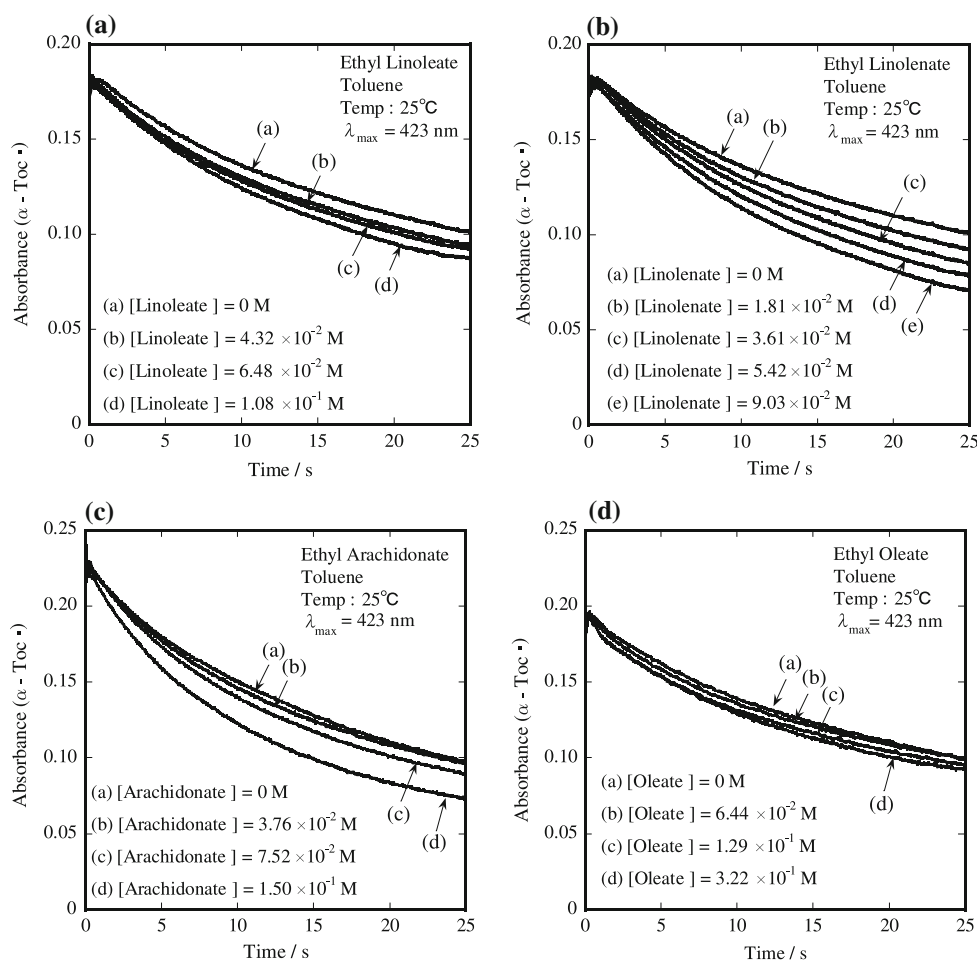 (a)
0.20
0.15
0.10
0.05
0
Absorbance (α - Toc •)
Ethyl Linoleate
Toluene
Temp : 25℃
λmax = 423 nm
(a)
(b)
(c)
(d)
(a) [Linoleate ] = 0 M
(b) [Linoleate ] = 4.32 ×10-2 M
(c) [Linoleate ] = 6.48 ×10-2 M
(d) [Linoleate ] = 1.08 ×10-1 M
0 5 10 15 20 25
Time / s
(b)
0.20
0.15
0.10
0.05
0
Absorbance (α - Toc •)
Ethyl Linolenate
Toluene
Temp : 25℃
λmax = 423 nm
(a)
(b)
(c)
(d)
(e)
(a) [Linolenate ] = 0 M
(b) [Linolenate ] = 1.81 ×10-2 M
(c) [Linolenate ] = 3.61 ×10-2 M
(d) [Linolenate ] = 5.42 ×10-2 M
(e) [Linolenate ] = 9.03 ×10-2 M
0 5 10 15 20 25
Time / s
(c)
0.25
0.20
0.15
0.10
0.05
0
Absorbance (α - Toc •)
Ethyl Arachidonate
Toluene
Temp : 25℃
λmax = 423 nm
(a)
(b)
(c)
(d)
(a) [Arachidonate ] = 0 M
(b) [Arachidonate ] = 3.76 ×10-2 M
(c) [Arachidonate ] = 7.52 ×10-2 M
(d) [Arachidonate ] = 1.50 ×10-1 M
0 5 10 15 20 25
Time / s
(d)
0.25
0.20
0.15
0.10
0.05
0
Absorbance (α - Toc •)
Ethyl Oleate
Toluene
Temp : 25℃
λmax= 423 nm
(a)
(b)
(c)
(d)
(a) [Oleate ] = 0 M
(b) [Oleate ] = 6.44 ×10-2 M
(c) [Oleate ] = 1.29 ×10-1 M
(d) [Oleate ] = 3.22 ×10-1 M
0 5 10 15 20 25
Time / s